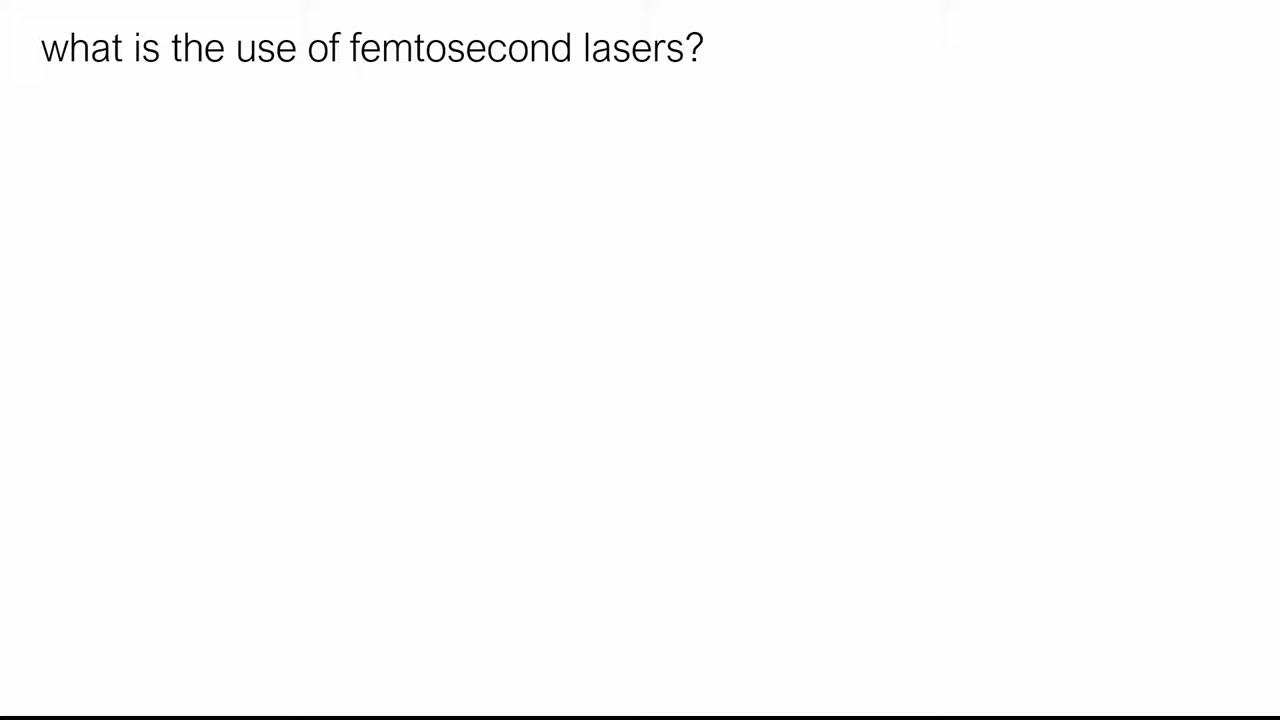 what is the use of femtosecond lasers?